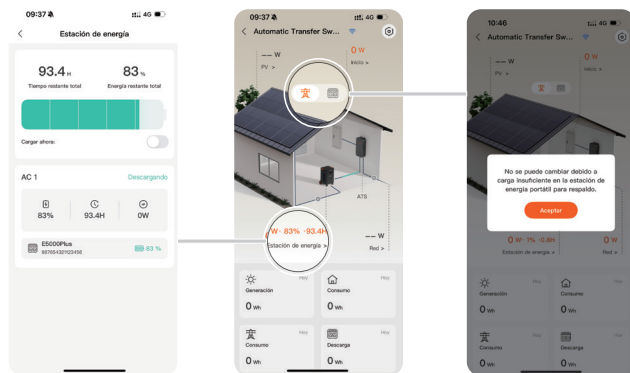 09:37
4G
Estación de energía
93.4 H
83 %
Tiempo restante total
Energía restante total
Cargar ahora:
AC 1
Descargando
83%
93.4H
0W
E5000Plus
987654321123456
83 %
09:37
4G
Automatic Transfer Sw...
—— W
PV >
0 W
Inicio >
ATS
W· 83% ·93.4H
Estación de energía >
—— W
Red >
Hoy
Generación
0 Wh
Hoy
Consumo
0 Wh
Hoy
Consumo
0 Wh
Hoy
Descarga
0 Wh
10:46
4G
Automatic Transfer Sw...
—— W
PV >
0 W
Inicio >
No se puede cambiar debido a
carga insuficiente en la estación de
energía portátil para respaldo.
Aceptar
0 W· 1% ·0.8H
Estación de energía >
0 W
Red >
Hoy
Generación
0 Wh
Hoy
Consumo
0 Wh
Hoy
Consumo
0 Wh
Hoy
Descarga
0 Wh